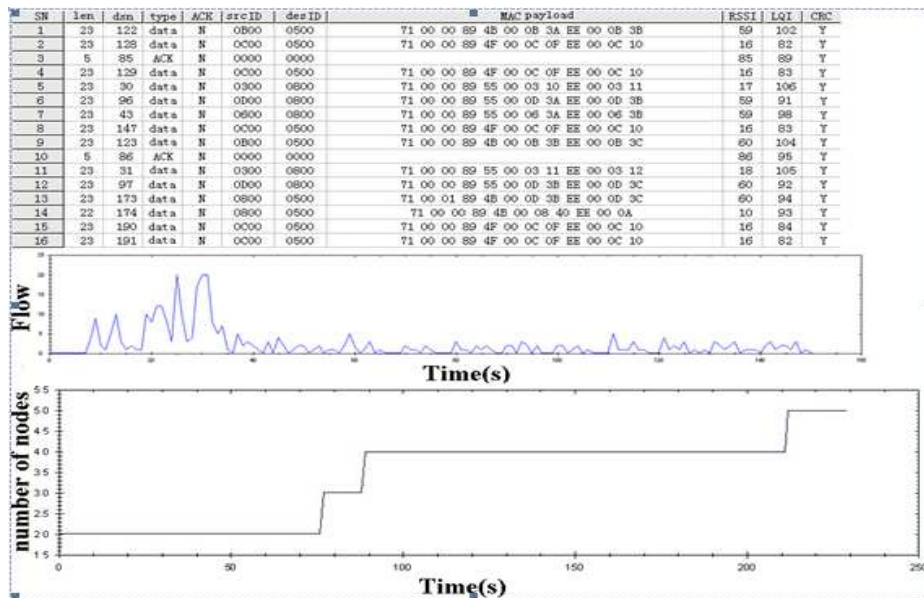 SN len dsn type ACK srcID desID MAC payload RSSI LQI CRC
1 23 122 data N 0B00 0500 71 00 00 89 4B 00 0B 3A EE 00 0B 3B 59 102 Y
2 23 128 data N 0C00 0500 71 00 00 89 4F 00 0C 0F EE 00 0C 10 16 82 Y
3 5 85 ACK N 0000 0000 85 89 Y
4 23 129 data N 0C00 0500 71 00 00 89 4F 00 0C 0F EE 00 0C 10 16 83 Y
5 23 30 data N 0300 0800 71 00 00 89 55 00 03 10 EE 00 03 11 17 106 Y
6 23 96 data N 0D00 0800 71 00 00 89 55 00 0D 3A EE 00 0D 3B 59 91 Y
7 23 43 data N 0600 0800 71 00 00 89 55 00 06 3A EE 00 06 3B 59 98 Y
8 23 147 data N 0C00 0500 71 00 00 89 4F 00 0C 0F EE 00 0C 10 16 83 Y
9 23 123 data N 0B00 0500 71 00 00 89 4B 00 0B 3B EE 00 0B 3C 60 104 Y
10 5 86 ACK N 0000 0000 86 95 Y
11 23 31 data N 0300 0800 71 00 00 89 55 00 03 11 EE 00 03 12 18 105 Y
12 23 97 data N 0D00 0800 71 00 00 89 55 00 0D 3B EE 00 0D 3C 60 92 Y
13 23 173 data N 0800 0500 71 00 01 89 4B 00 0D 3B EE 00 0D 3C 60 94 Y
14 22 174 data N 0800 0500 71 00 00 89 4B 00 08 40 EE 00 0A 10 93 Y
15 23 190 data N 0C00 0500 71 00 00 89 4F 00 0C 0F EE 00 0C 10 16 84 Y
16 23 191 data N 0C00 0500 71 00 00 89 4F 00 0C 0F EE 00 0C 10 16 82 Y
Flow
Time(s)
number of nodes
5.5
5.0
4.5
4.0
3.5
3.0
2.5
2.0
1.5
0 50 100 150 200 250
Time(s)